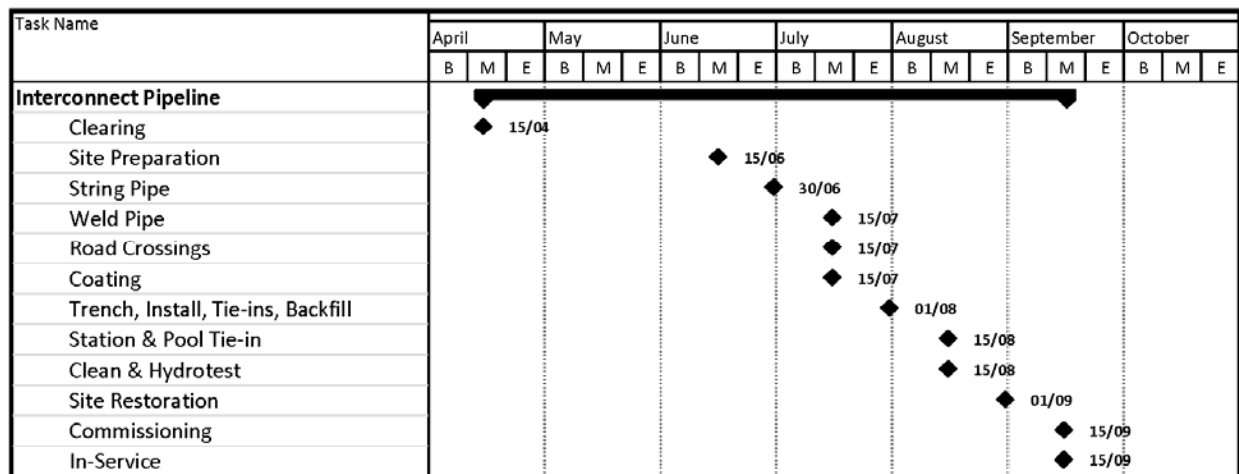 Task Name
April May June July August September October
B M E B M E B M E B M E B M E B M E B M E
Interconnect Pipeline
Clearing 15/04
Site Preparation 15/06
String Pipe 30/06
Weld Pipe 15/07
Road Crossings 15/07
Coating 15/07
Trench, Install, Tie-ins, Backfill 01/08
Station & Pool Tie-in 15/08
Clean & Hydrotest 15/08
Site Restoration 01/09
Commissioning 15/09
In-Service 15/09